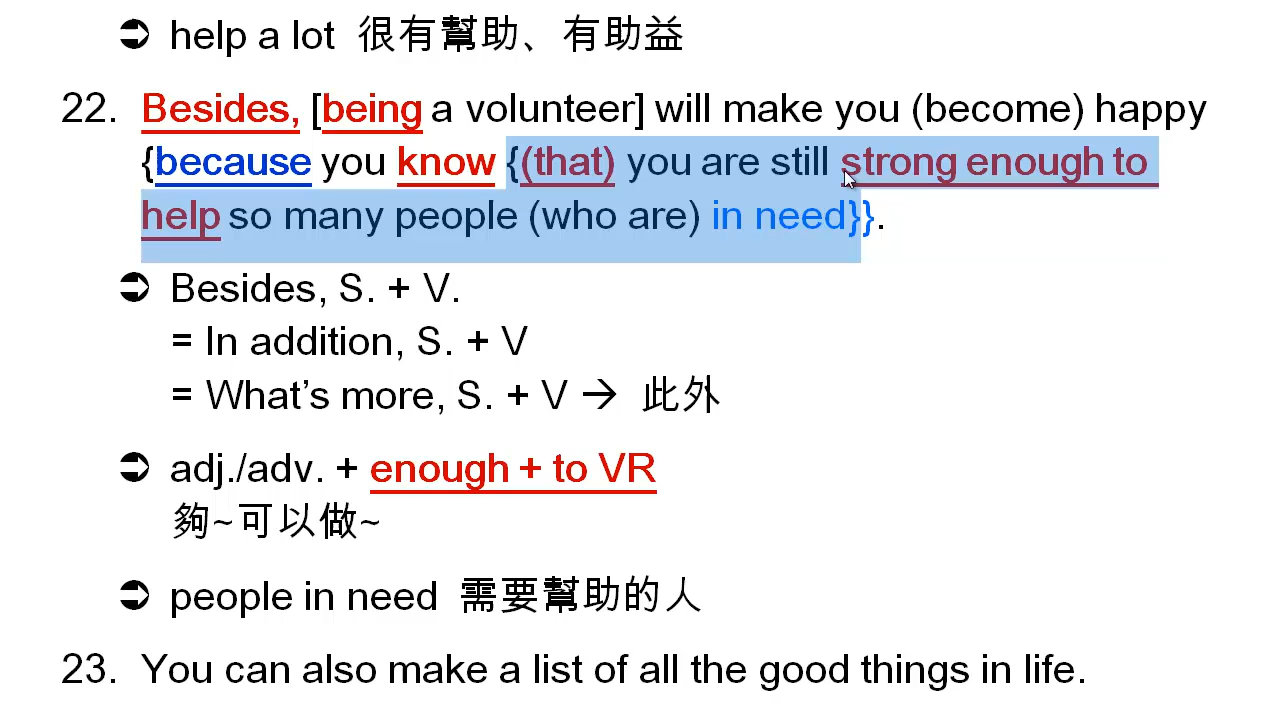 ➲ help a lot 很有幫助、有助益
22. Besides, [being a volunteer] will make you (become) happy
{because you know {(that) you are still strong enough to
help so many people (who are) in need}}.
➲ Besides, S. + V.
= In addition, S. + V
= What’s more, S. + V → 此外
➲ adj./adv. + enough + to VR
夠~可以做~
➲ people in need 需要幫助的人
23. You can also make a list of all the good things in life.